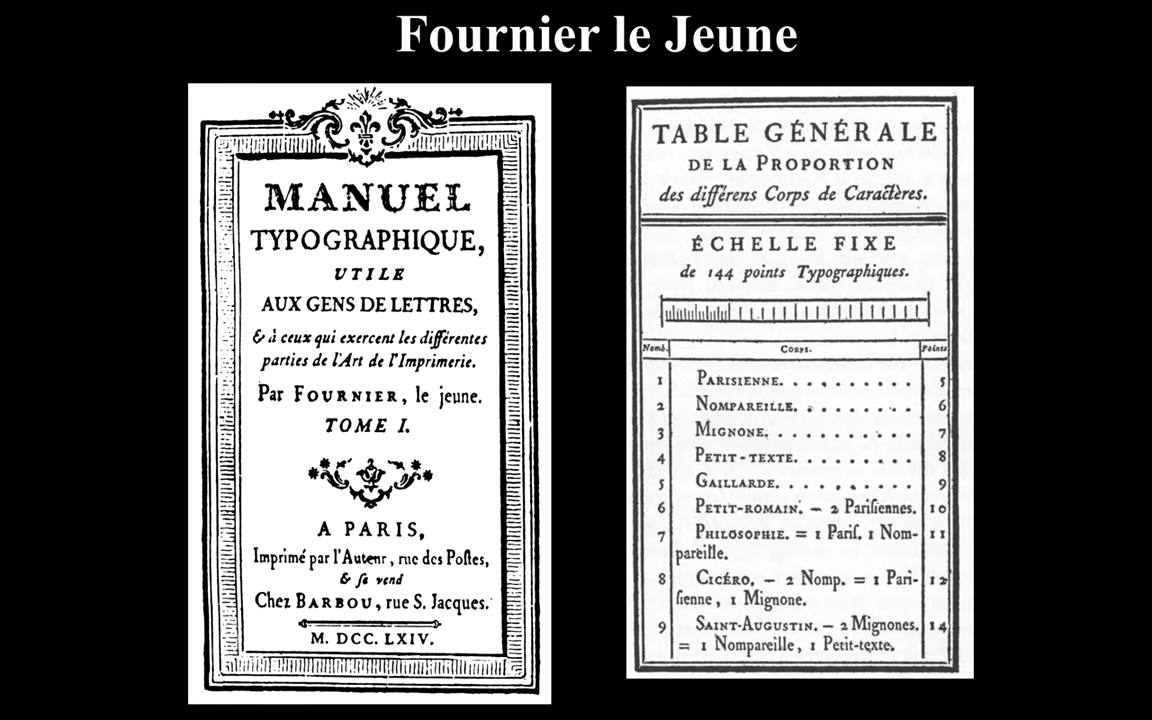 Fournier le Jeune
MANUEL
TYPOGRAPHIQUE,
UTILE
AUX GENS DE LETTRES,
& à ceux qui exercent les différentes
parties de l'Art de l'Imprimerie.
Par FOURNIER, le jeune.
TOME I.
A PARIS,
Imprimé par l'Auteur, rue des Poſtes,
& ſe vend
Chez BARBOU, rue S. Jacques.
M. DCC. LXIV.
TABLE GÉNÉRALE
DE LA PROPORTION
des différens Corps de Caractères.
ÉCHELLE FIXE
de 144 points Typographiques.
Nomb. CORPS. Points
1 PARISIENNE. . . . . . . . . . 5
2 NOMPAREILLE. . . . . . . . . 6
3 MIGNONE. . . . . . . . . . . 7
4 PETIT-TEXTE. . . . . . . . . 8
5 GAILLARDE. . . . . . . . . . 9
6 PETIT-ROMAIN. — 2 Pariſiennes. 10
7 PHILOSOPHIE. = 1 Pariſ. 1 Nom- 11
pareille.
8 CICÉRO. — 2 Nomp. = 1 Pari- 12
ſienne, 1 Mignone.
9 SAINT-AUGUSTIN. — 2 Mignones. 14
= 1 Nompareille, 1 Petit-texte.